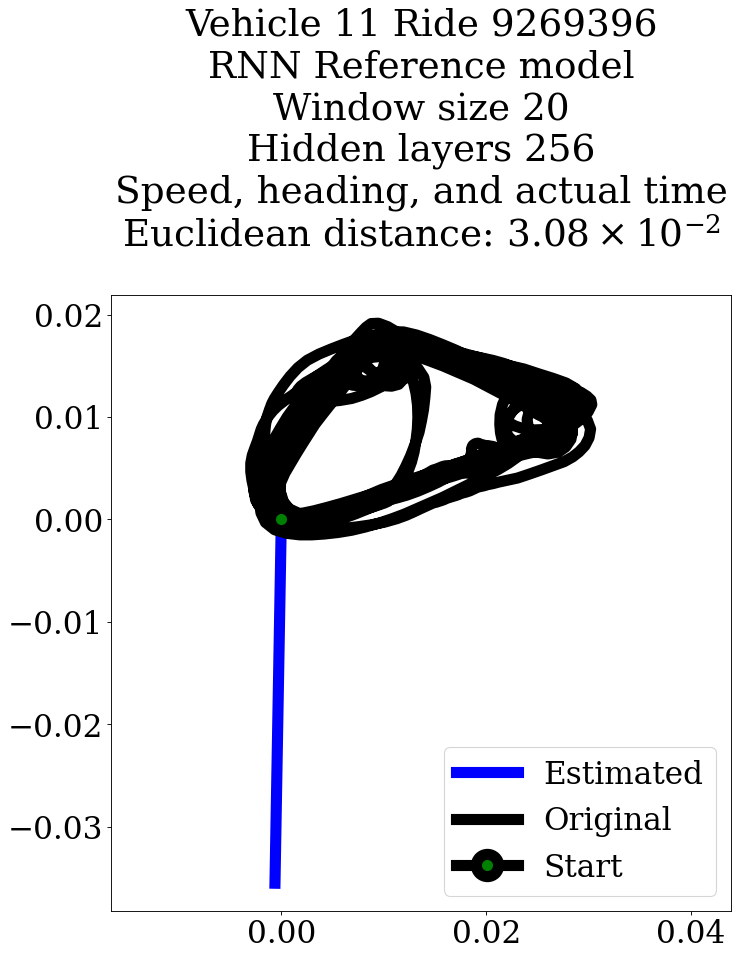 Vehicle 11 Ride 9269396
RNN Reference model
Window size 20
Hidden layers 256
Speed, heading, and actual time
Euclidean distance: 3.08 × 10⁻²
0.02
0.01
0.00
−0.01
−0.02
−0.03
Estimated
Original
Start
0.00 0.02 0.04